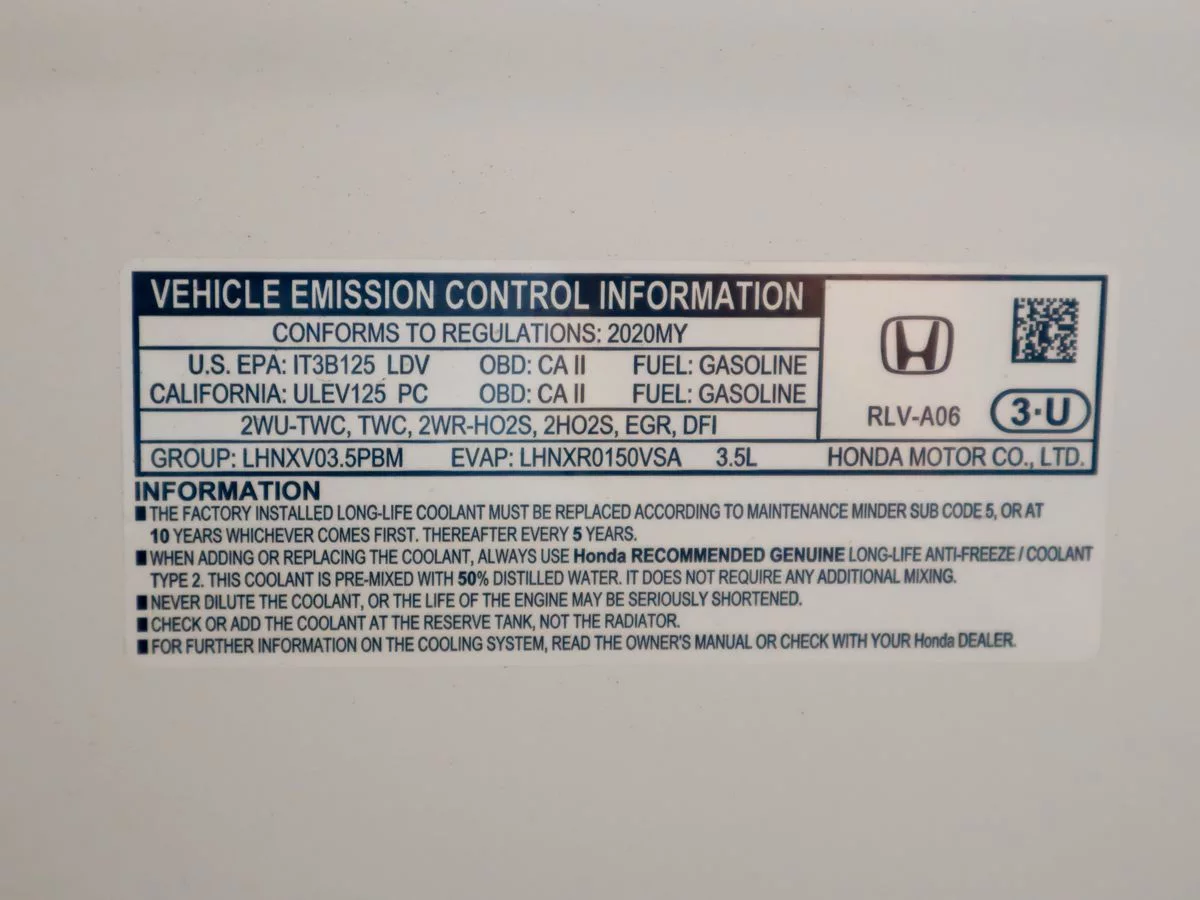 VEHICLE EMISSION CONTROL INFORMATION
CONFORMS TO REGULATIONS: 2020MY
U.S. EPA: IT3B125 LDV OBD: CA II FUEL: GASOLINE
CALIFORNIA: ULEV125 PC OBD: CA II FUEL: GASOLINE
RLV-A06 3·U
2WU-TWC, TWC, 2WR-HO2S, 2HO2S, EGR, DFI
GROUP: LHNXV03.5PBM EVAP: LHNXR0150VSA 3.5L HONDA MOTOR CO., LTD.
INFORMATION
■ THE FACTORY INSTALLED LONG-LIFE COOLANT MUST BE REPLACED ACCORDING TO MAINTENANCE MINDER SUB CODE 5, OR AT
10 YEARS WHICHEVER COMES FIRST. THEREAFTER EVERY 5 YEARS.
■ WHEN ADDING OR REPLACING THE COOLANT, ALWAYS USE Honda RECOMMENDED GENUINE LONG-LIFE ANTI-FREEZE / COOLANT
TYPE 2. THIS COOLANT IS PRE-MIXED WITH 50% DISTILLED WATER. IT DOES NOT REQUIRE ANY ADDITIONAL MIXING.
■ NEVER DILUTE THE COOLANT, OR THE LIFE OF THE ENGINE MAY BE SERIOUSLY SHORTENED.
■ CHECK OR ADD THE COOLANT AT THE RESERVE TANK, NOT THE RADIATOR.
■ FOR FURTHER INFORMATION ON THE COOLING SYSTEM, READ THE OWNER'S MANUAL OR CHECK WITH YOUR Honda DEALER.